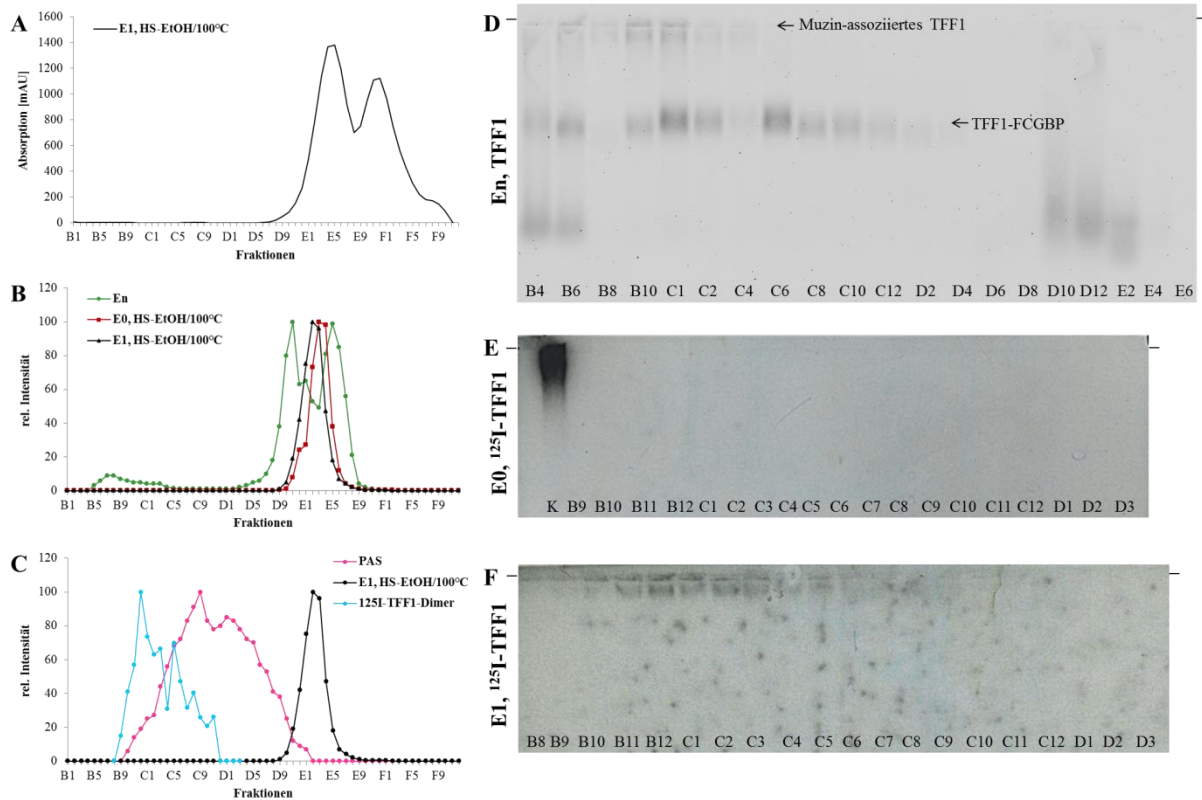 A
E1, HS-EtOH/100°C
1600
1400
1200
1000
800
600
400
200
0
Absorption [mAU]
B1 B5 B9 C1 C5 C9 D1 D5 D9 E1 E5 E9 F1 F5 F9
Fraktionen
B
En
E0, HS-EtOH/100°C
E1, HS-EtOH/100°C
120
100
80
60
40
20
0
rel. Intensität
B1 B5 B9 C1 C5 C9 D1 D5 D9 E1 E5 E9 F1 F5 F9
Fraktionen
C
PAS
E1, HS-EtOH/100°C
125I-TFF1-Dimer
120
100
80
60
40
20
0
rel. Intensität
B1 B5 B9 C1 C5 C9 D1 D5 D9 E1 E5 E9 F1 F5 F9
Fraktionen
D
En, TFF1
← Muzin-assoziiertes TFF1
← TFF1-FCGBP
B4 B6 B8 B10 C1 C2 C4 C6 C8 C10 C12 D2 D4 D6 D8 D10 D12 E2 E4 E6
E
E0, ¹²⁵I-TFF1
K B9 B10 B11 B12 C1 C2 C3 C4 C5 C6 C7 C8 C9 C10 C11 C12 D1 D2 D3
F
E1, ¹²⁵I-TFF1
B8 B9 B10 B11 B12 C1 C2 C3 C4 C5 C6 C7 C8 C9 C10 C11 C12 D1 D2 D3